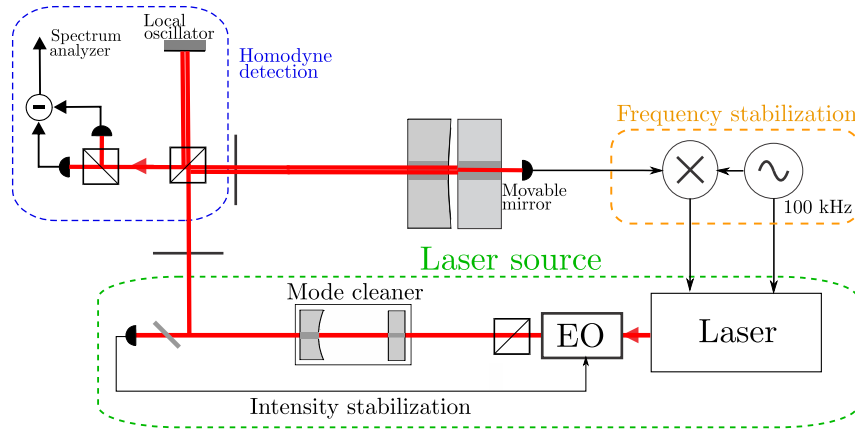 Local
oscillator
Spectrum
analyzer
Homodyne
detection
Frequency stabilization
Movable
mirror
100 kHz
Laser source
Mode cleaner
EO
Laser
Intensity stabilization